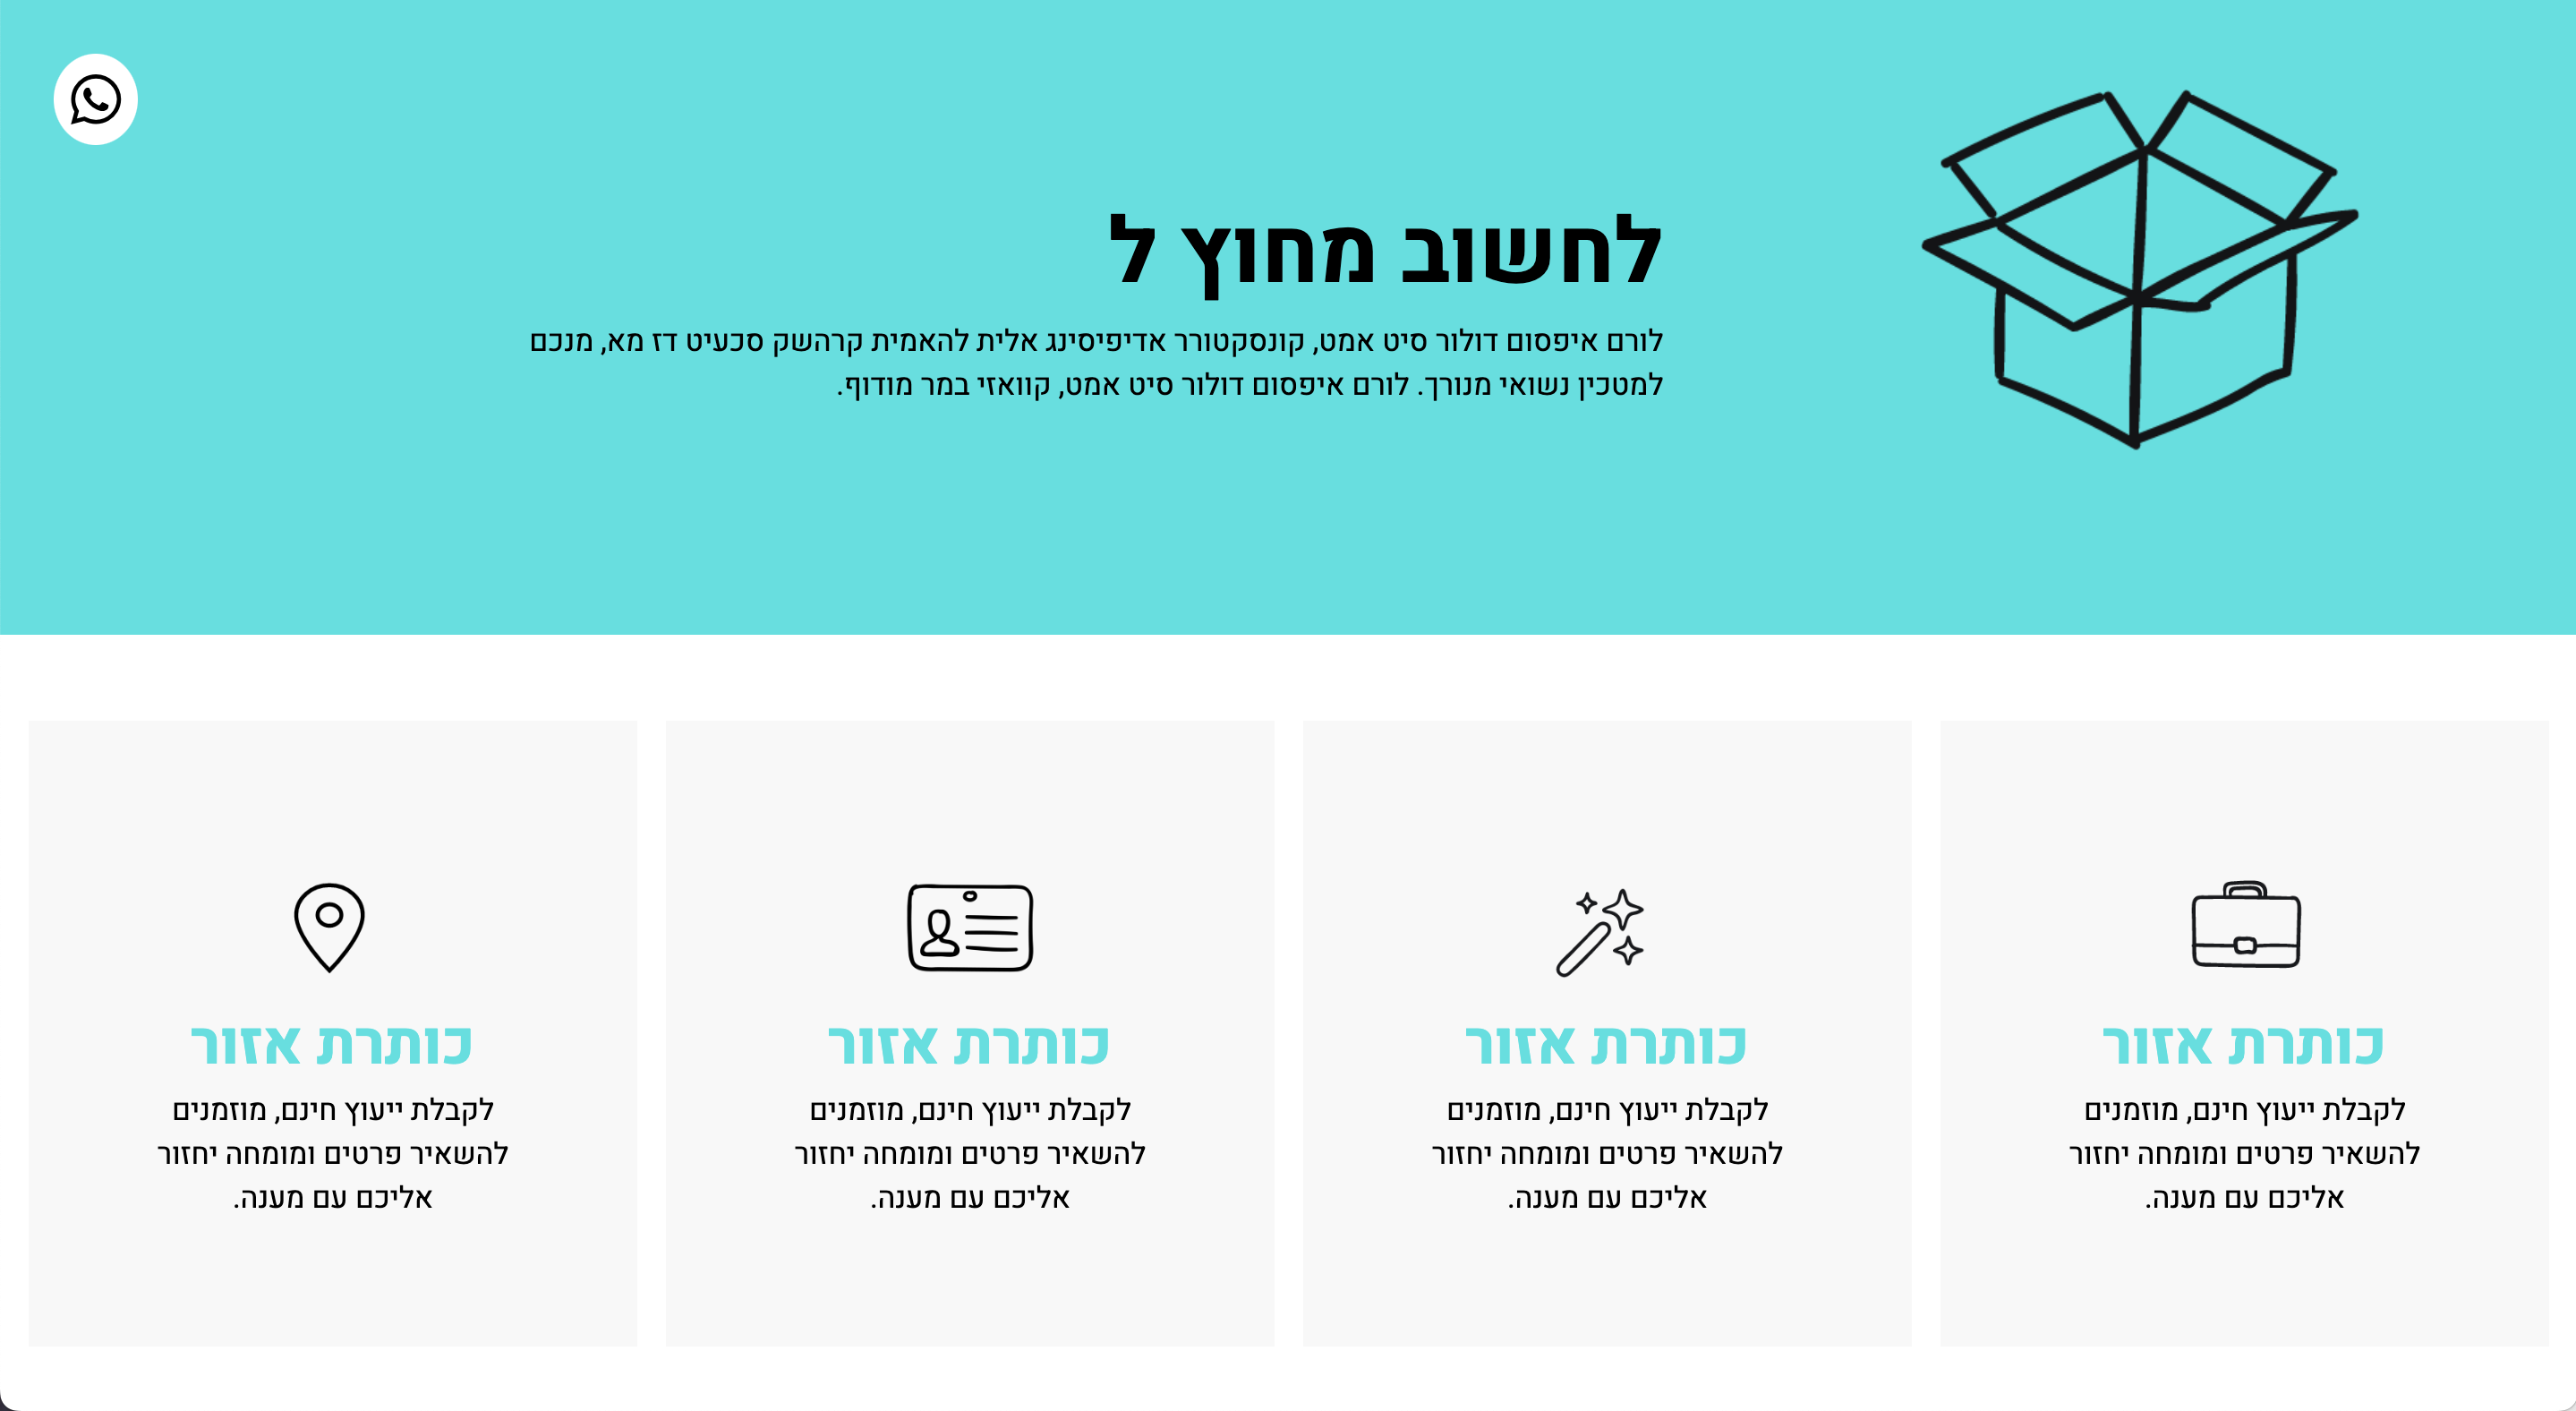 לחשוב מחוץ ל
לורם איפסום דולור סיט אמט, קונסקטורר אדיפיסינג אלית להאמית קרהשק סכעיט דז מא, מנכם
למטכין נשואי מנורך. לורם איפסום דולור סיט אמט, קוואזי במר מודוף.
כותרת אזור
לקבלת ייעוץ חינם, מוזמנים
להשאיר פרטים ומומחה יחזור
אליכם עם מענה.
כותרת אזור
לקבלת ייעוץ חינם, מוזמנים
להשאיר פרטים ומומחה יחזור
אליכם עם מענה.
כותרת אזור
לקבלת ייעוץ חינם, מוזמנים
להשאיר פרטים ומומחה יחזור
אליכם עם מענה.
כותרת אזור
לקבלת ייעוץ חינם, מוזמנים
להשאיר פרטים ומומחה יחזור
אליכם עם מענה.